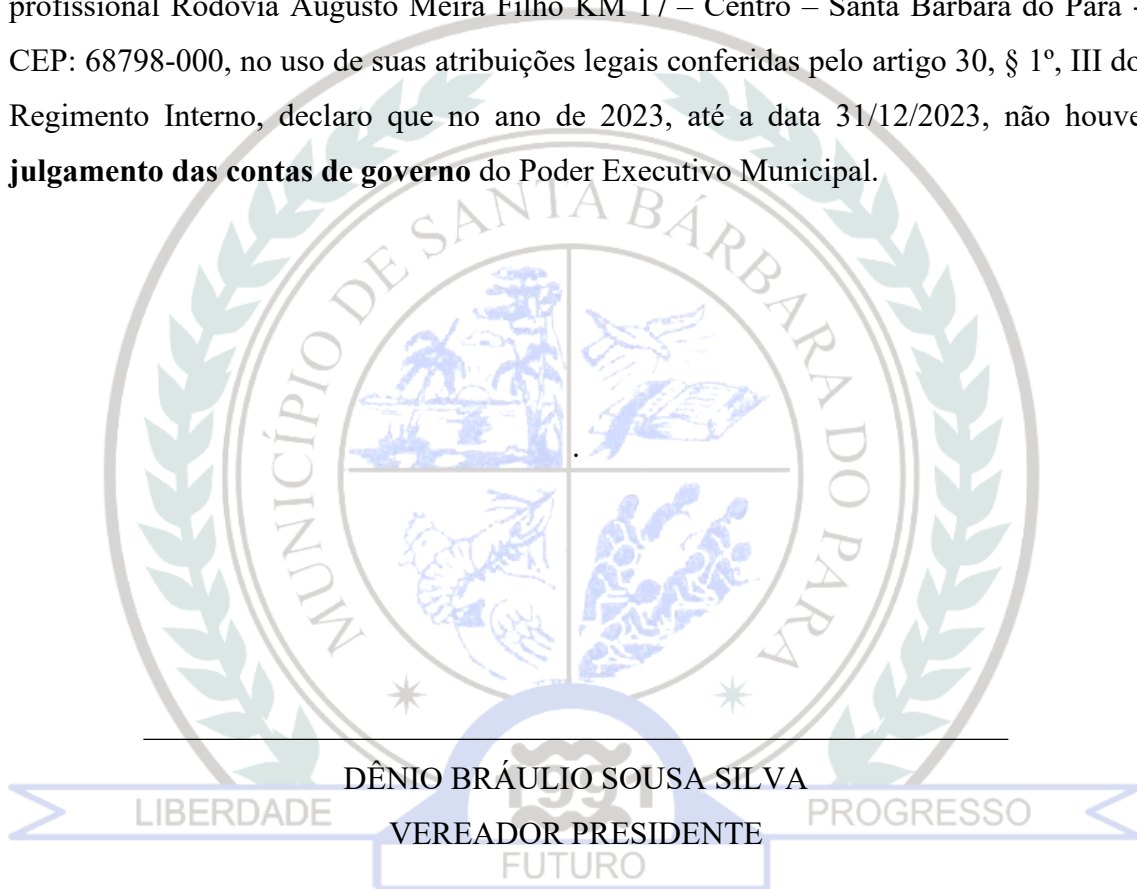 profissional Rodovia Augusto Meira Filho KM 17 – Centro – Santa Bárbara do Pará -
CEP: 68798-000, no uso de suas atribuições legais conferidas pelo artigo 30, § 1º, III do
Regimento Interno, declaro que no ano de 2023, até a data 31/12/2023, não houve
julgamento das contas de governo do Poder Executivo Municipal.
MUNICÍPIO DE SANTA BÁRBARA DO PARÁ
.
DÊNIO BRÁULIO SOUSA SILVA
1991
LIBERDADE
PROGRESSO
VEREADOR PRESIDENTE
FUTURO